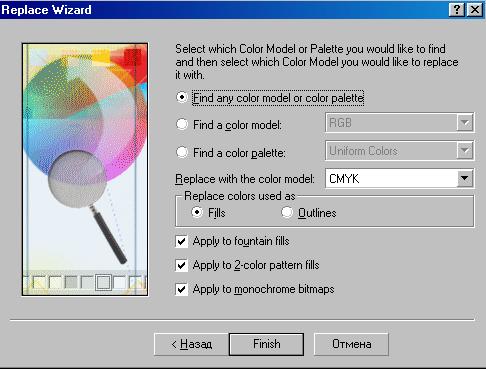 Replace Wizard
Select which Color Model or Palette you would like to find
and then select which Color Model you would like to replace
it with.
Find any color model or color palette
Find a color model: RGB
Find a color palette: Uniform Colors
Replace with the color model: CMYK
Replace colors used as
Fills Outlines
Apply to fountain fills
Apply to 2-color pattern fills
Apply to monochrome bitmaps
< Назад Finish Отмена